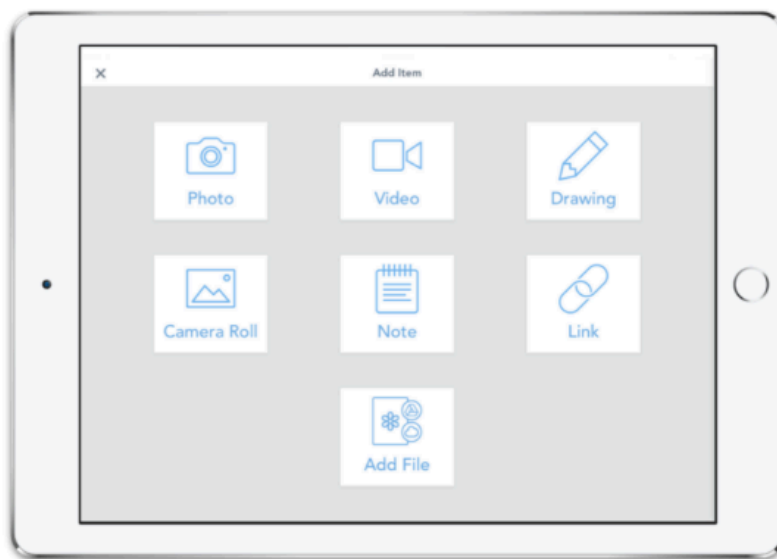 Add Item
Photo
Video
Drawing
Camera Roll
Note
Link
Add File